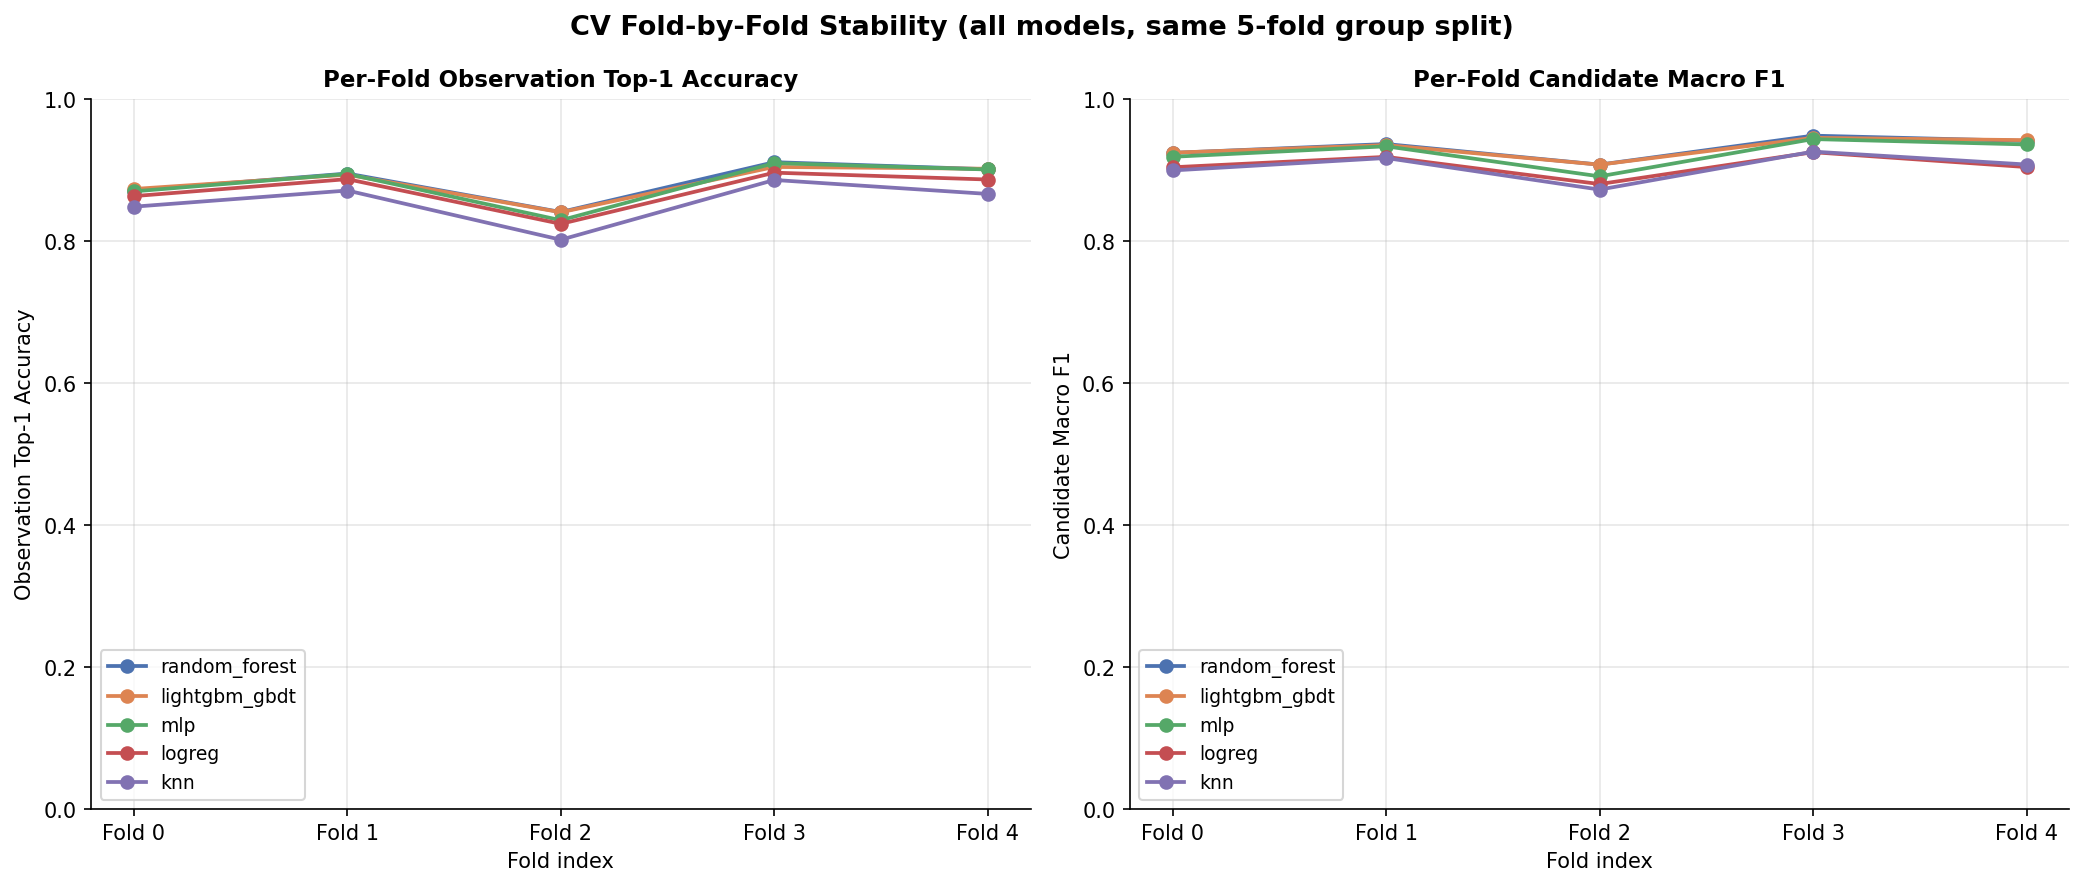 CV Fold-by-Fold Stability (all models, same 5-fold group split)
Per-Fold Observation Top-1 Accuracy
Observation Top-1 Accuracy
1.0
0.8
0.6
0.4
0.2
0.0
random_forest
lightgbm_gbdt
mlp
logreg
knn
Fold 0
Fold 1
Fold 2
Fold 3
Fold 4
Fold index
Per-Fold Candidate Macro F1
Candidate Macro F1
1.0
0.8
0.6
0.4
0.2
0.0
random_forest
lightgbm_gbdt
mlp
logreg
knn
Fold 0
Fold 1
Fold 2
Fold 3
Fold 4
Fold index